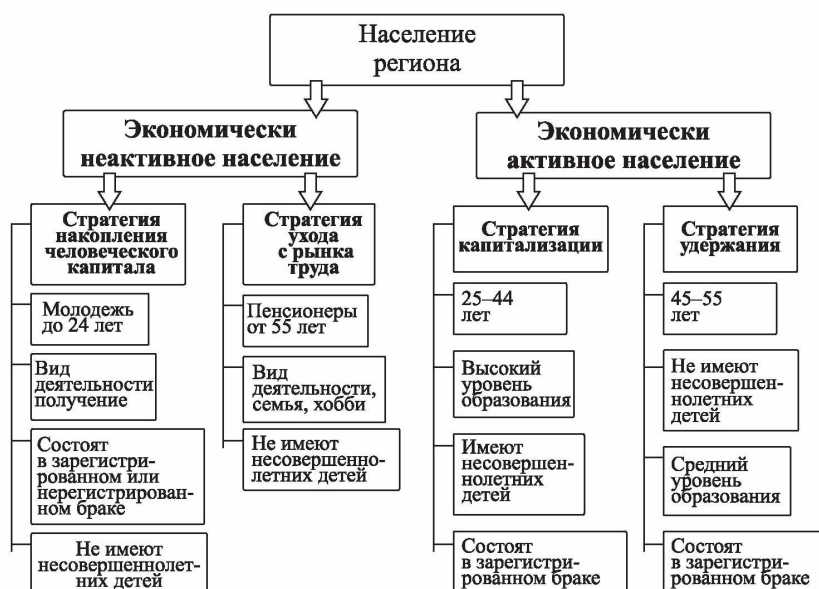 Население
региона
Экономически
неактивное население
Экономически
активное население
Стратегия
накопления
человеческого
капитала
Молодежь
до 24 лет
Вид
деятельности
получение
Состоят
в зарегистри-
рованном или
нерегистрирован-
ном браке
Не имеют
несовершеннолет-
них детей
Стратегия
ухода
с рынка
труда
Пенсионеры
от 55 лет
Вид
деятельности,
семья, хобби
Не имеют
несовершенно-
летних детей
Стратегия
капитализации
25–44
лет
Высокий
уровень
образования
Имеют
несовершен-
нолетних
детей
Состоят
в зарегистри-
рованном браке
Стратегия
удержания
45–55
лет
Не имеют
несовершен-
нолетних
детей
Средний
уровень
образования
Состоят
в зарегистри-
рованном браке